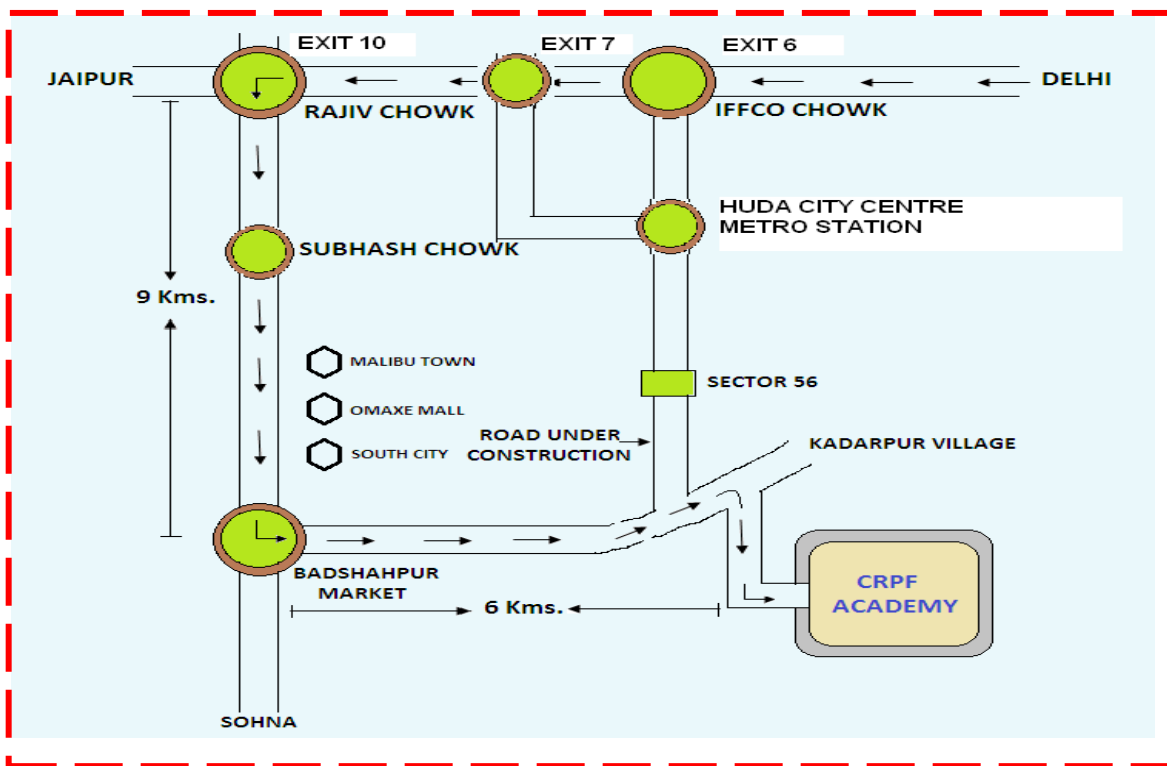 EXIT 10
EXIT 7
EXIT 6
JAIPUR
DELHI
RAJIV CHOWK
IFFCO CHOWK
HUDA CITY CENTRE
METRO STATION
SUBHASH CHOWK
9 Kms.
MALIBU TOWN
SECTOR 56
OMAXE MALL
ROAD UNDER
CONSTRUCTION
KADARPUR VILLAGE
SOUTH CITY
BADSHAHPUR
MARKET
6 Kms.
CRPF
ACADEMY
SOHNA